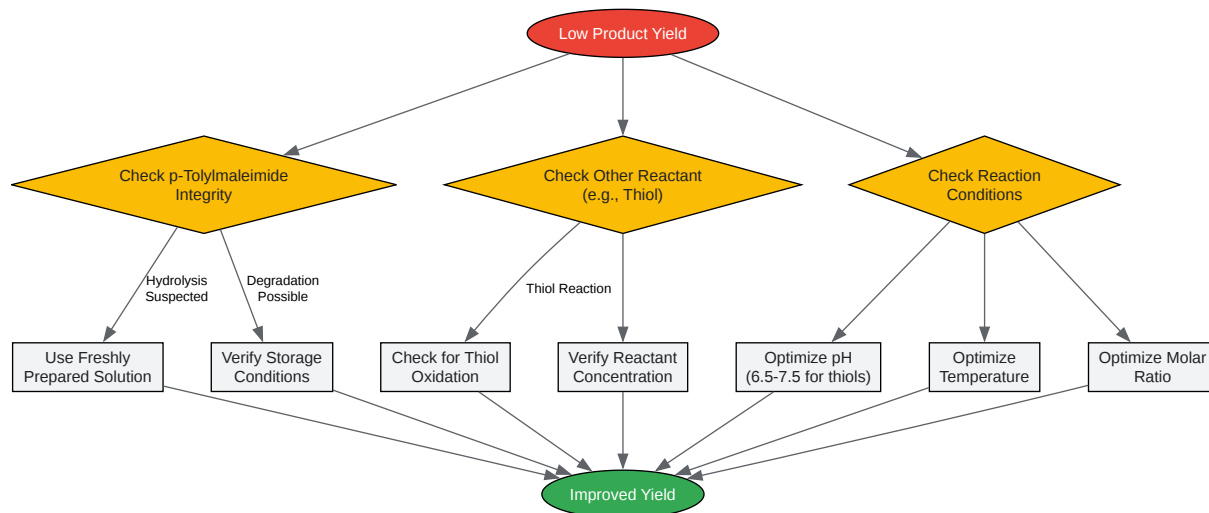 Low Product Yield
Check p-Tolylmaleimide
Integrity
Check Other Reactant
(e.g., Thiol)
Check Reaction
Conditions
Hydrolysis
Suspected
Degradation
Possible
Thiol Reaction
Use Freshly
Prepared Solution
Verify Storage
Conditions
Check for Thiol
Oxidation
Verify Reactant
Concentration
Optimize pH
(6.5-7.5 for thiols)
Optimize
Temperature
Optimize Molar
Ratio
Improved Yield